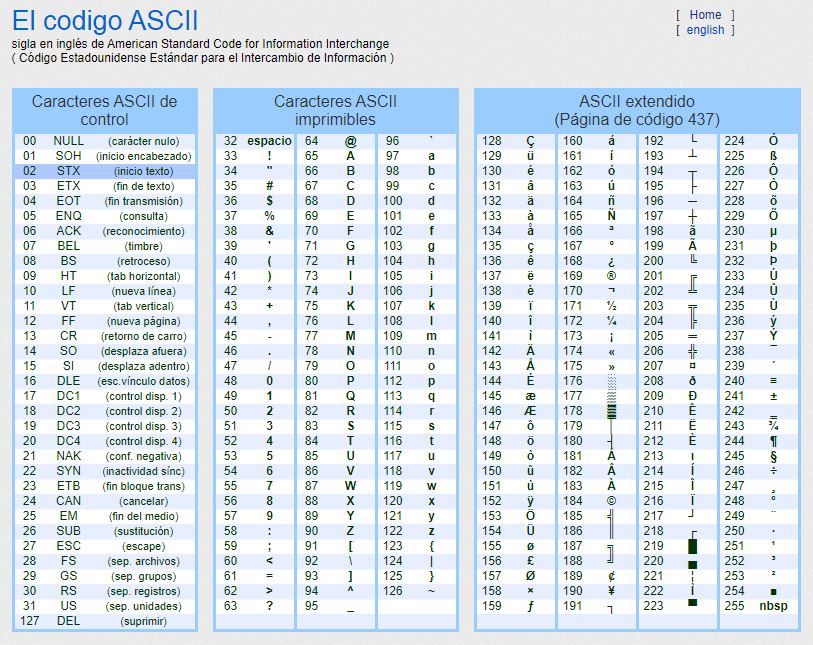 El codigo ASCII
sigla en inglés de American Standard Code for Information Interchange
( Código Estadounidense Estándar para el Intercambio de Información )
[ Home ]
[ english ]
Caracteres ASCII de
control
00 NULL (carácter nulo)
01 SOH (inicio encabezado)
02 STX (inicio texto)
03 ETX (fin de texto)
04 EOT (fin transmisión)
05 ENQ (consulta)
06 ACK (reconocimiento)
07 BEL (timbre)
08 BS (retroceso)
09 HT (tab horizontal)
10 LF (nueva línea)
11 VT (tab vertical)
12 FF (nueva página)
13 CR (retorno de carro)
14 SO (desplaza afuera)
15 SI (desplaza adentro)
16 DLE (esc.vínculo datos)
17 DC1 (control disp. 1)
18 DC2 (control disp. 2)
19 DC3 (control disp. 3)
20 DC4 (control disp. 4)
21 NAK (conf. negativa)
22 SYN (inactividad sínc)
23 ETB (fin bloque trans)
24 CAN (cancelar)
25 EM (fin del medio)
26 SUB (sustitución)
27 ESC (escape)
28 FS (sep. archivos)
29 GS (sep. grupos)
30 RS (sep. registros)
31 US (sep. unidades)
127 DEL (suprimir)
Caracteres ASCII
imprimibles
32 espacio 64 @ 96 `
33 ! 65 A 97 a
34 " 66 B 98 b
35 # 67 C 99 c
36 $ 68 D 100 d
37 % 69 E 101 e
38 & 70 F 102 f
39 ' 71 G 103 g
40 ( 72 H 104 h
41 ) 73 I 105 i
42 * 74 J 106 j
43 + 75 K 107 k
44 , 76 L 108 l
45 - 77 M 109 m
46 . 78 N 110 n
47 / 79 O 111 o
48 0 80 P 112 p
49 1 81 Q 113 q
50 2 82 R 114 r
51 3 83 S 115 s
52 4 84 T 116 t
53 5 85 U 117 u
54 6 86 V 118 v
55 7 87 W 119 w
56 8 88 X 120 x
57 9 89 Y 121 y
58 : 90 Z 122 z
59 ; 91 [ 123 {
60 < 92 \ 124 |
61 = 93 ] 125 }
62 > 94 ^ 126 ~
63 ? 95 _
ASCII extendido
(Página de código 437)
128 Ç 160 á 192 └ 224 Ó
129 ü 161 í 193 ┴ 225 ß
130 é 162 ó 194 ┬ 226 Ô
131 â 163 ú 195 ├ 227 Ò
132 ä 164 ñ 196 ─ 228 õ
133 à 165 Ñ 197 ┼ 229 Õ
134 å 166 ª 198 ã 230 µ
135 ç 167 º 199 Ã 231 þ
136 ê 168 ¿ 200 ╚ 232 Þ
137 ë 169 ® 201 ╔ 233 Ú
138 è 170 ¬ 202 ╩ 234 Û
139 ï 171 ½ 203 ╦ 235 Ù
140 î 172 ¼ 204 ╠ 236 ý
141 ì 173 ¡ 205 ═ 237 Ý
142 Ä 174 « 206 ╬ 238 ¯
143 Å 175 » 207 ¤ 239 ´
144 É 176 ░ 208 ð 240 ≡
145 æ 177 ▒ 209 Ð 241 ±
146 Æ 178 ▓ 210 Ê 242 ‗
147 ô 179 │ 211 Ë 243 ¾
148 ö 180 ┤ 212 È 244 ¶
149 ò 181 Á 213 ı 245 §
150 û 182 Â 214 Í 246 ÷
151 ù 183 À 215 Î 247 ¸
152 ÿ 184 © 216 Ï 248 °
153 Ö 185 ╣ 217 ┘ 249 ¨
154 Ü 186 ║ 218 ┌ 250 ·
155 ø 187 ╗ 219 █ 251 ¹
156 £ 188 ╝ 220 ▄ 252 ³
157 Ø 189 ¢ 221 ¦ 253 ²
158 × 190 ¥ 222 Ì 254 ■
159 ƒ 191 ┐ 223 ▀ 255 nbsp